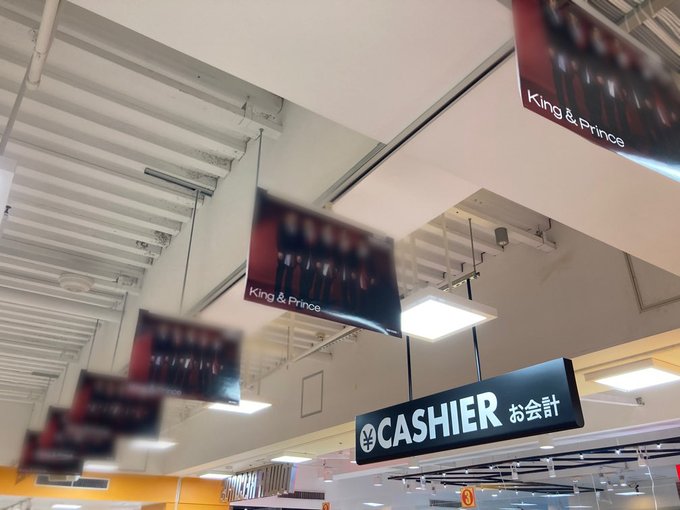 King & Prince
King & Prince
¥ CASHIER お会計
3